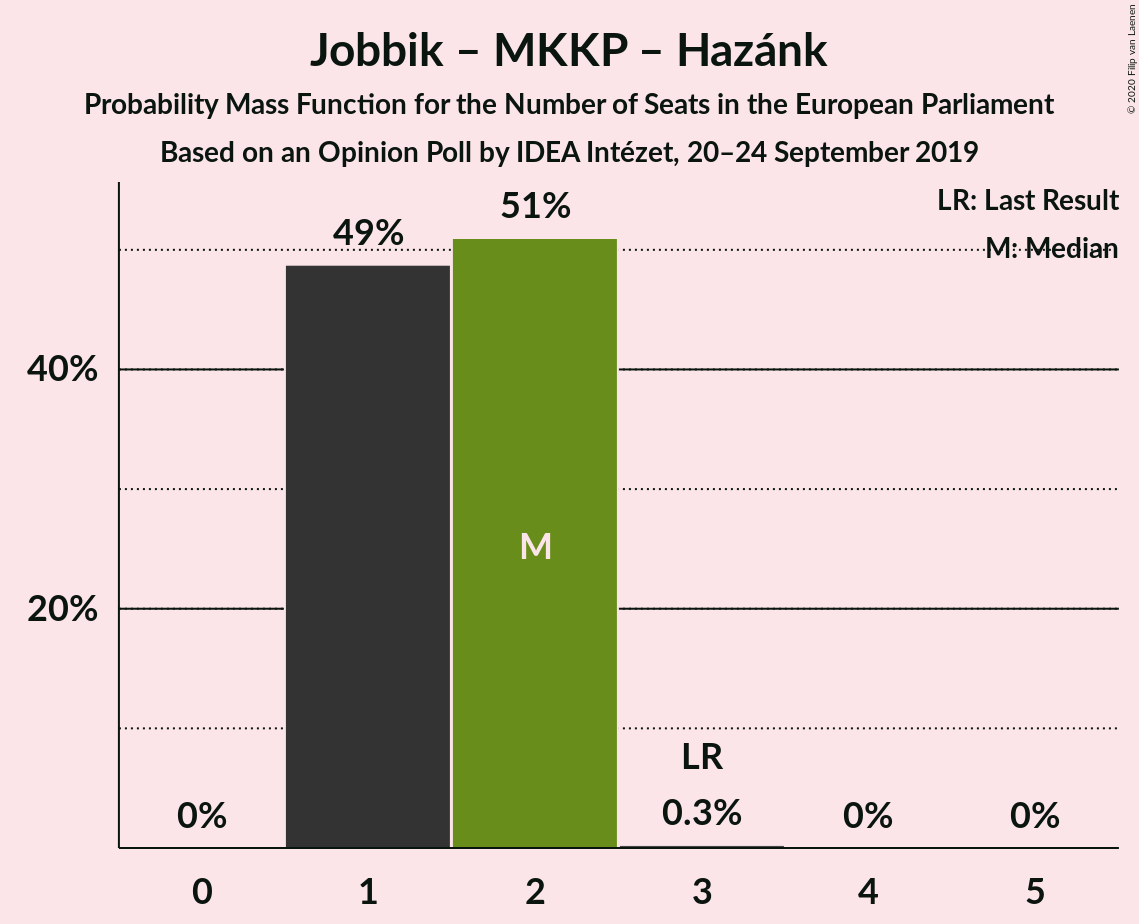 Jobbik – MKKP – Hazánk
Probability Mass Function for the Number of Seats in the European Parliament
Based on an Opinion Poll by IDEA Intézet, 20–24 September 2019
© 2020 Filip van Laenen
LR: Last Result
M: Median
49%
51%
40%
20%
M
LR
0%
0.3%
0%
0%
0
1
2
3
4
5